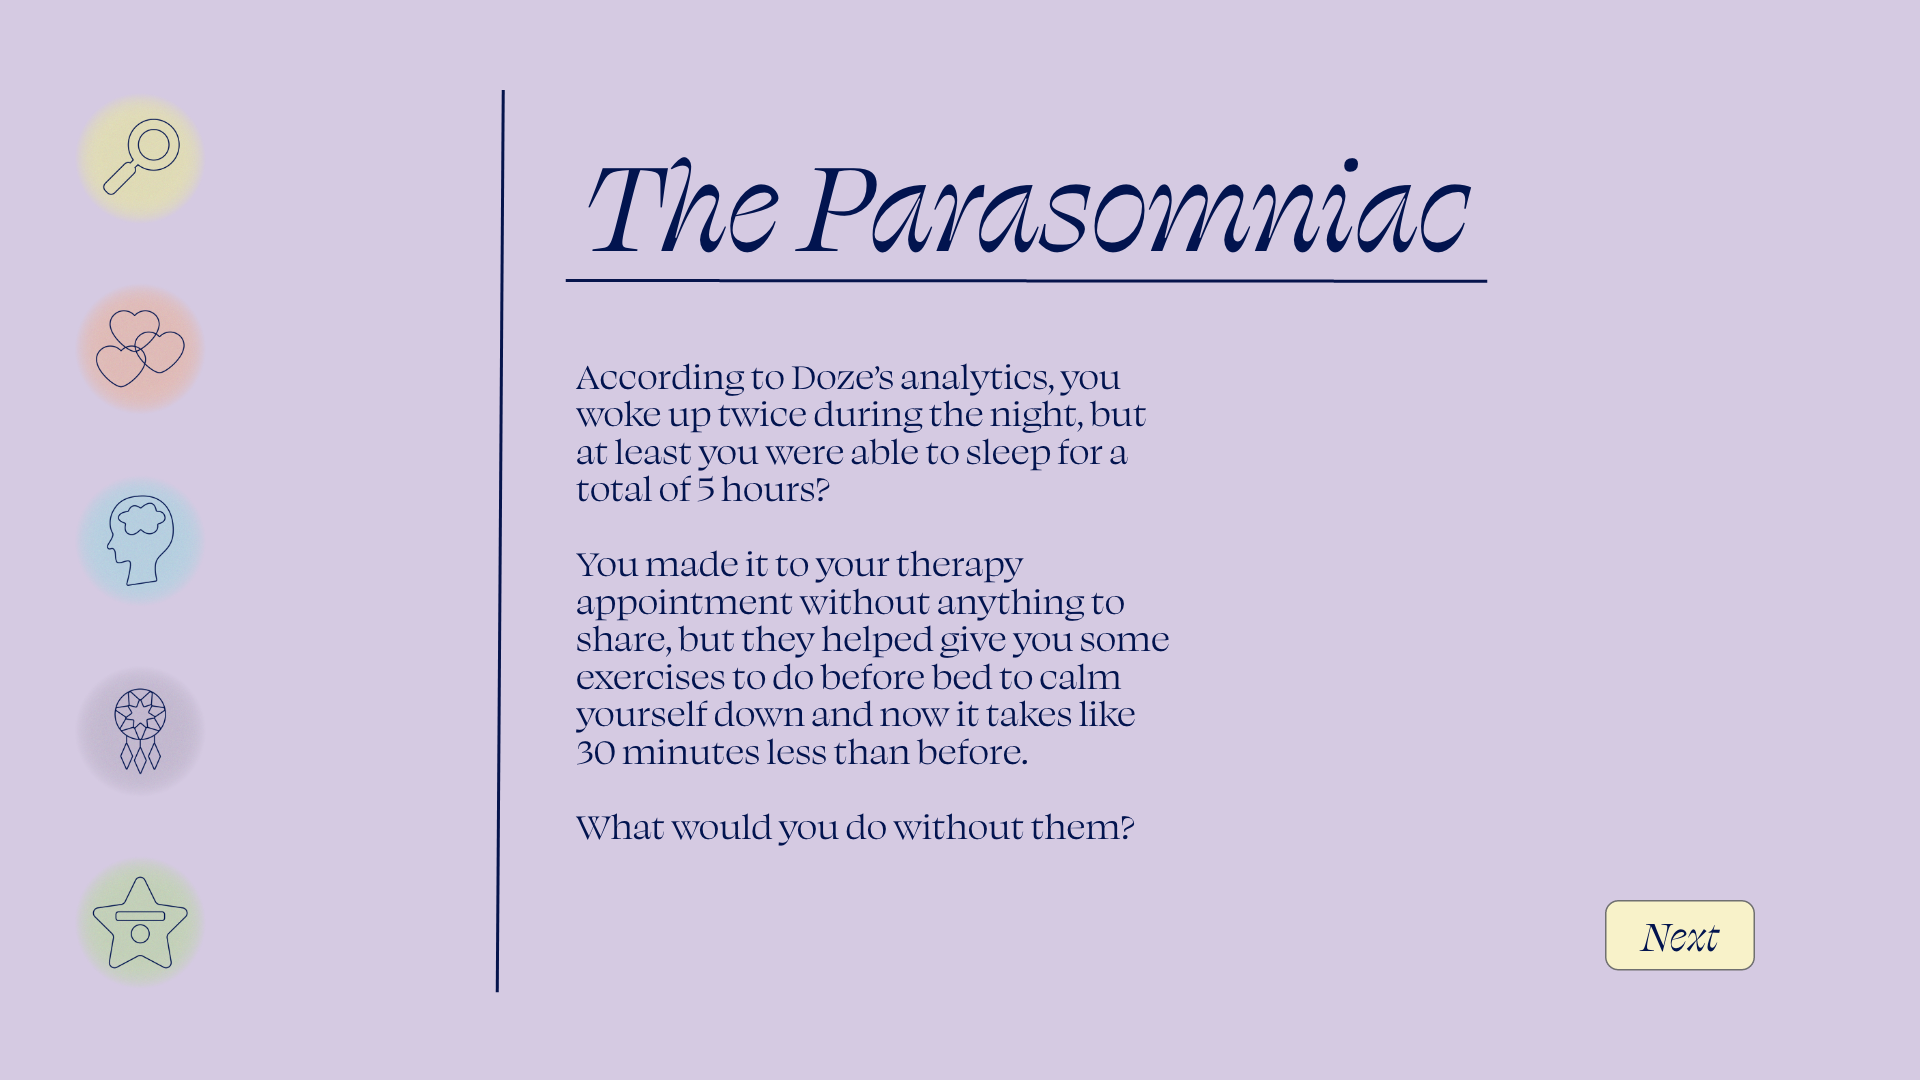 The Parasomniac
According to Doze’s analytics, you
woke up twice during the night, but
at least you were able to sleep for a
total of 5 hours?
You made it to your therapy
appointment without anything to
share, but they helped give you some
exercises to do before bed to calm
yourself down and now it takes like
30 minutes less than before.
What would you do without them?
Next